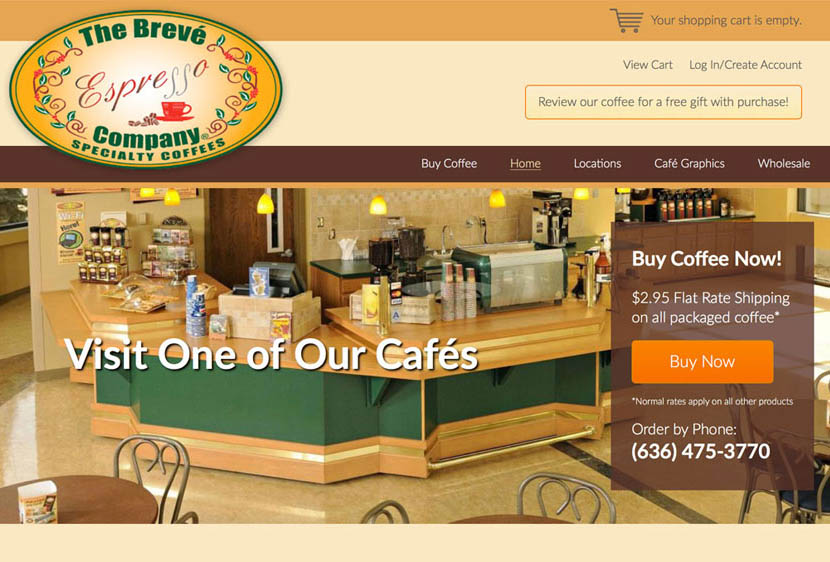 The Brevé
Espresso
Company®
SPECIALTY COFFEES
Your shopping cart is empty.
View Cart Log In/Create Account
Review our coffee for a free gift with purchase!
Buy Coffee Home Locations Café Graphics Wholesale
Visit One of Our Cafés
Buy Coffee Now!
$2.95 Flat Rate Shipping
on all packaged coffee*
Buy Now
*Normal rates apply on all other products
Order by Phone:
(636) 475-3770